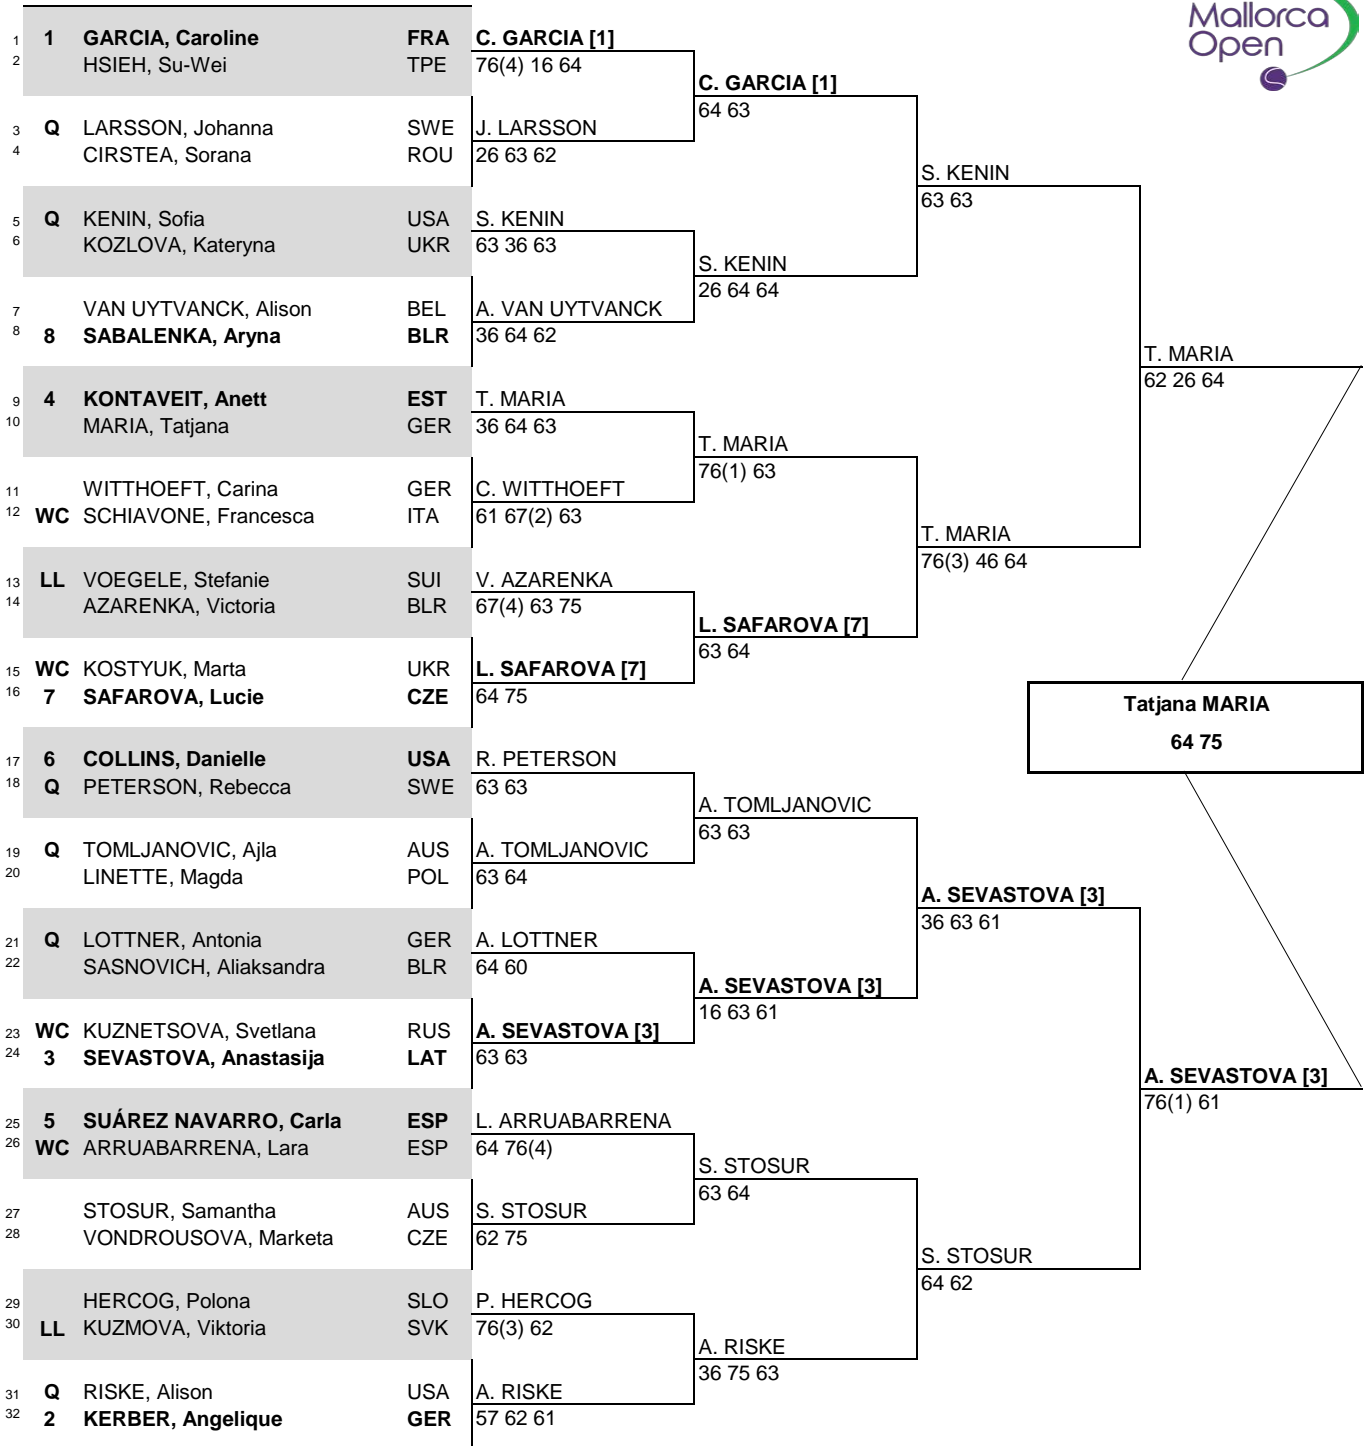 Mallorca
Open
1 1 GARCIA, Caroline FRA C. GARCIA [1]
2 HSIEH, Su-Wei TPE 76(4) 16 64
C. GARCIA [1]
64 63
3 Q LARSSON, Johanna SWE J. LARSSON
4 CIRSTEA, Sorana ROU 26 63 62
S. KENIN
63 63
5 Q KENIN, Sofia USA S. KENIN
6 KOZLOVA, Kateryna UKR 63 36 63
S. KENIN
26 64 64
7 VAN UYTVANCK, Alison BEL A. VAN UYTVANCK
8 8 SABALENKA, Aryna BLR 36 64 62
T. MARIA
62 26 64
9 4 KONTAVEIT, Anett EST T. MARIA
10 MARIA, Tatjana GER 36 64 63
T. MARIA
76(1) 63
11 WITTHOEFT, Carina GER C. WITTHOEFT
12 WC SCHIAVONE, Francesca ITA 61 67(2) 63
T. MARIA
76(3) 46 64
13 LL VOEGELE, Stefanie SUI V. AZARENKA
14 AZARENKA, Victoria BLR 67(4) 63 75
L. SAFAROVA [7]
63 64
15 WC KOSTYUK, Marta UKR L. SAFAROVA [7]
16 7 SAFAROVA, Lucie CZE 64 75
Tatjana MARIA
64 75
17 6 COLLINS, Danielle USA R. PETERSON
18 Q PETERSON, Rebecca SWE 63 63
A. TOMLJANOVIC
63 63
19 Q TOMLJANOVIC, Ajla AUS A. TOMLJANOVIC
20 LINETTE, Magda POL 63 64
A. SEVASTOVA [3]
36 63 61
21 Q LOTTNER, Antonia GER A. LOTTNER
22 SASNOVICH, Aliaksandra BLR 64 60
A. SEVASTOVA [3]
16 63 61
23 WC KUZNETSOVA, Svetlana RUS A. SEVASTOVA [3]
24 3 SEVASTOVA, Anastasija LAT 63 63
A. SEVASTOVA [3]
76(1) 61
25 5 SUÁREZ NAVARRO, Carla ESP L. ARRUABARRENA
26 WC ARRUABARRENA, Lara ESP 64 76(4)
S. STOSUR
63 64
27 STOSUR, Samantha AUS S. STOSUR
28 VONDROUSOVA, Marketa CZE 62 75
S. STOSUR
64 62
29 HERCOG, Polona SLO P. HERCOG
30 LL KUZMOVA, Viktoria SVK 76(3) 62
A. RISKE
36 75 63
31 Q RISKE, Alison USA A. RISKE
32 2 KERBER, Angelique GER 57 62 61